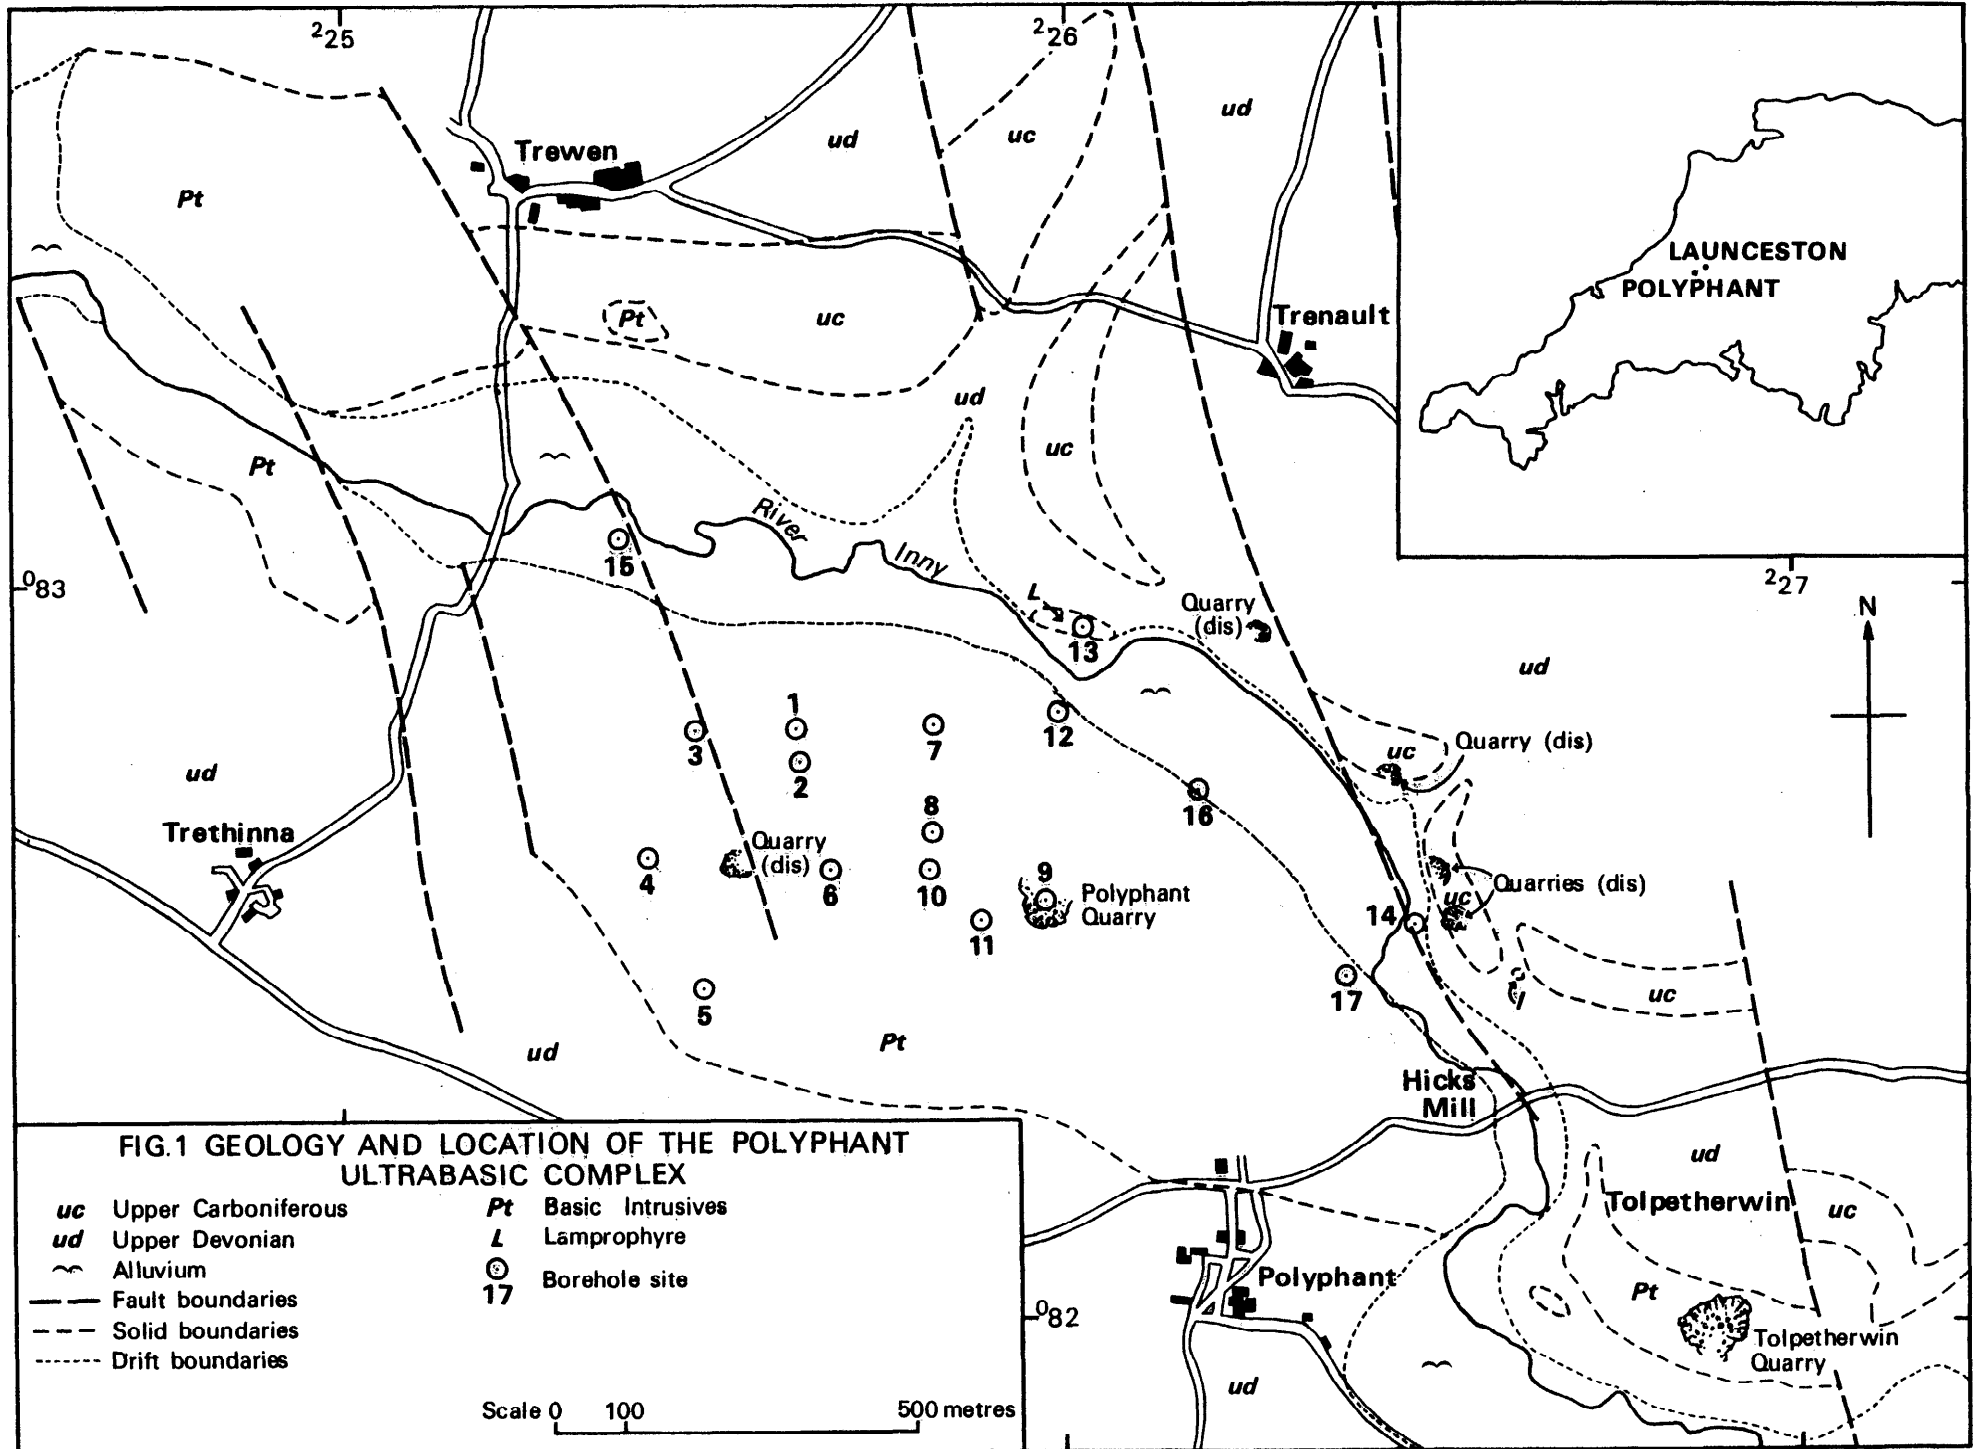 225
226
ud
uc
ud
Trewen
Pt
LAUNCESTON
POLYPHANT
Pt
uc
Trenault
ud
Pt
uc
River
Inny
15
083
227
N
L
13
Quarry
(dis)
ud
1
3
2
7
12
uc
Quarry (dis)
ud
Trethinna
8
16
4
Quarry
(dis)
6
10
9
Polyphant
Quarry
11
14
uc
Quarries (dis)
17
5
uc
ud
Pt
Hicks
Mill
ud
Tolpetherwin
uc
Polyphant
Pt
082
Tolpetherwin
Quarry
ud
FIG.1 GEOLOGY AND LOCATION OF THE POLYPHANT
ULTRABASIC COMPLEX
uc Upper Carboniferous
ud Upper Devonian
Alluvium
Fault boundaries
Solid boundaries
Drift boundaries
Pt Basic Intrusives
L Lamprophyre
17 Borehole site
Scale 0 100 500 metres